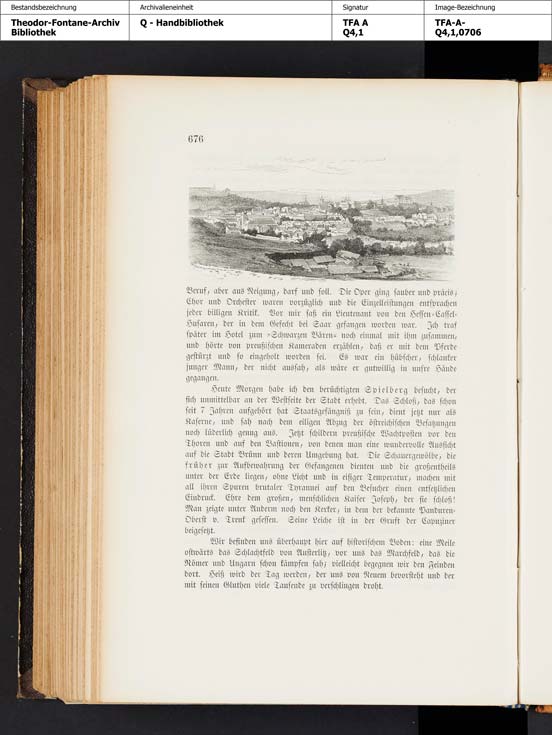 Bestandsbezeichnung Archivalieneinheit Signatur Image-Bezeichnung
Theodor-Fontane-Archiv Q - Handbibliothek TFA A TFA-A-
Bibliothek Q4,1 Q4,1,0706
676
Beruf, aber aus Neigung, darf und soll. Die Oper ging sauber und präcis,
Chor und Orchester waren vorzüglich und die Einzelleistungen entsprachen
jeder billigen Kritik. Vor mir saß ein Lieutenant von den Hessen-Cassel-
Husaren, der in dem Gefecht bei Saar gefangen worden war. Ich traf
später im Hotel zum »Schwarzen Bären« noch einmal mit ihm zusammen,
und hörte von preußischen Kameraden erzählen, daß er mit dem Pferde
gestürzt und so eingeholt worden sei. Es war ein hübscher, schlanker
junger Mann, der nicht aussah, als wäre er gutwillig in unsre Hände
gegangen.
Heute Morgen habe ich den berüchtigten Spielberg besucht, der
sich unmittelbar an der Westseite der Stadt erhebt. Das Schloß, das schon
seit 7 Jahren aufgehört hat Staatsgefängniß zu sein, dient jetzt nur als
Kaserne, und sah nach dem eiligen Abzug der östreichischen Besatzungen
noch lüderlich genug aus. Jetzt schildern preußische Wachtposten vor den
Thoren und auf den Bastionen, von denen man eine wundervolle Aussicht
auf die Stadt Brünn und deren Umgebung hat. Die Schauergewölbe, die
früher zur Aufbewahrung der Gefangenen dienten und die großentheils
unter der Erde liegen, ohne Licht und in eisiger Temperatur, machen mit
all ihren Spuren brutaler Tyrannei auf den Besucher einen entsetzlichen
Eindruck. Ehre dem großen, menschlichen Kaiser Joseph, der sie schloß!
Man zeigte unter Anderm noch den Kerker, in dem der bekannte Panduren-
Oberst v. Trenk gesessen. Seine Leiche ist in der Gruft der Capuziner
beigesetzt.
Wir befinden uns überhaupt hier auf historischem Boden: eine Meile
ostwärts das Schlachtfeld von Austerlitz, vor uns das Marchfeld, das die
Römer und Ungarn schon kämpfen sah; vielleicht begegnen wir den Feinden
dort. Heiß wird der Tag werden, der uns von Neuem bevorsteht und der
mit seinen Gluthen viele Tausende zu verschlingen droht.